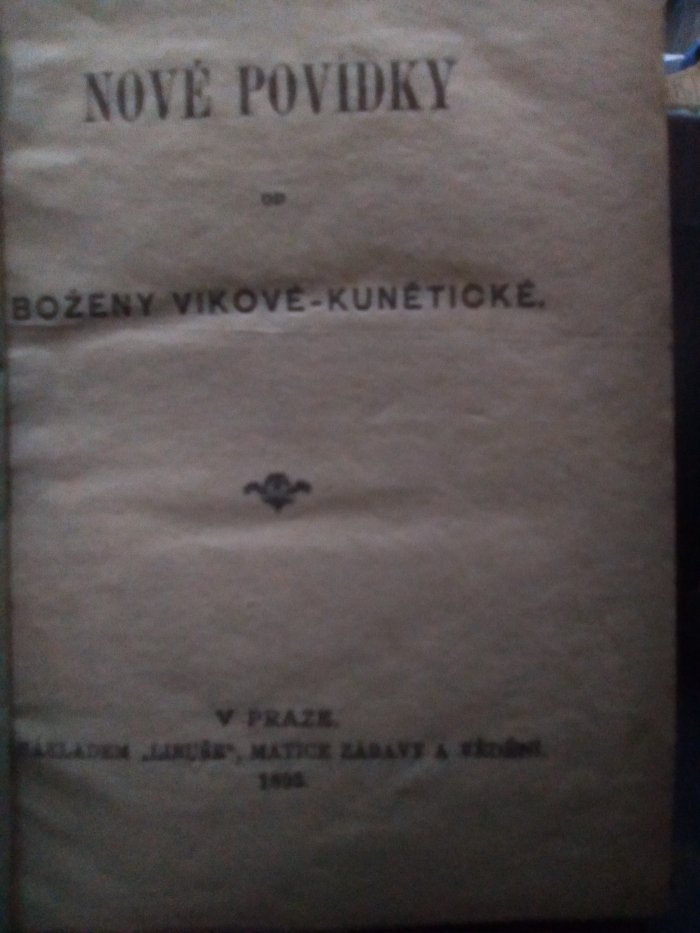 NOVÉ POVÍDKY
OD
BOŽENY VIKOVÉ-KUNĚTICKÉ.
V PRAZE.
NÁKLADEM „LIBUŠE“, MATICE ZÁBAVY A VĚDĚNÍ.